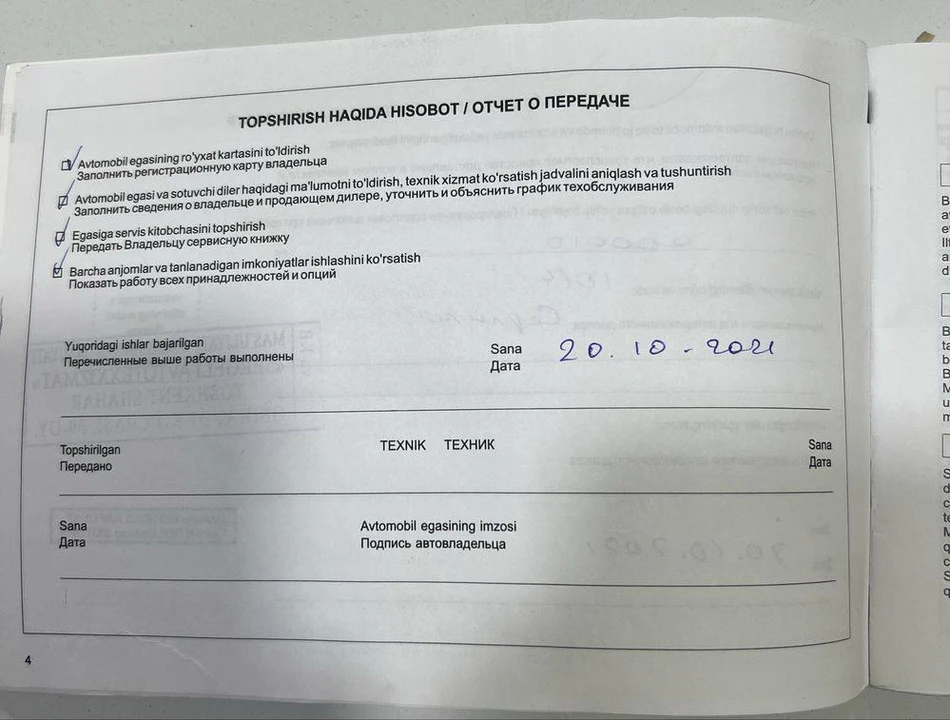 TOPSHIRISH HAQIDA HISOBOT / ОТЧЕТ О ПЕРЕДАЧЕ
Avtomobil egasining ro'yxat kartasini to'ldirish
Заполнить регистрационную карту владельца
Avtomobil egasi va sotuvchi diler haqidagi ma'lumotni to'ldirish, texnik xizmat ko'rsatish jadvalini aniqlash va tushuntirish
Заполнить сведения о владельце и продающем дилере, уточнить и объяснить график техобслуживания
Egasiga servis kitobchasini topshirish
Передать Владельцу сервисную книжку
Barcha anjomlar va tanlanadigan imkoniyatlar ishlashini ko'rsatish
Показать работу всех принадлежностей и опций
Yuqoridagi ishlar bajarilgan
Перечисленные выше работы выполнены
Sana 20.10-2021
Дата
Topshirilgan TEXNIK ТЕХНИК Sana
Передано Дата
Sana Avtomobil egasining imzosi
Дата Подпись автовладельца
4